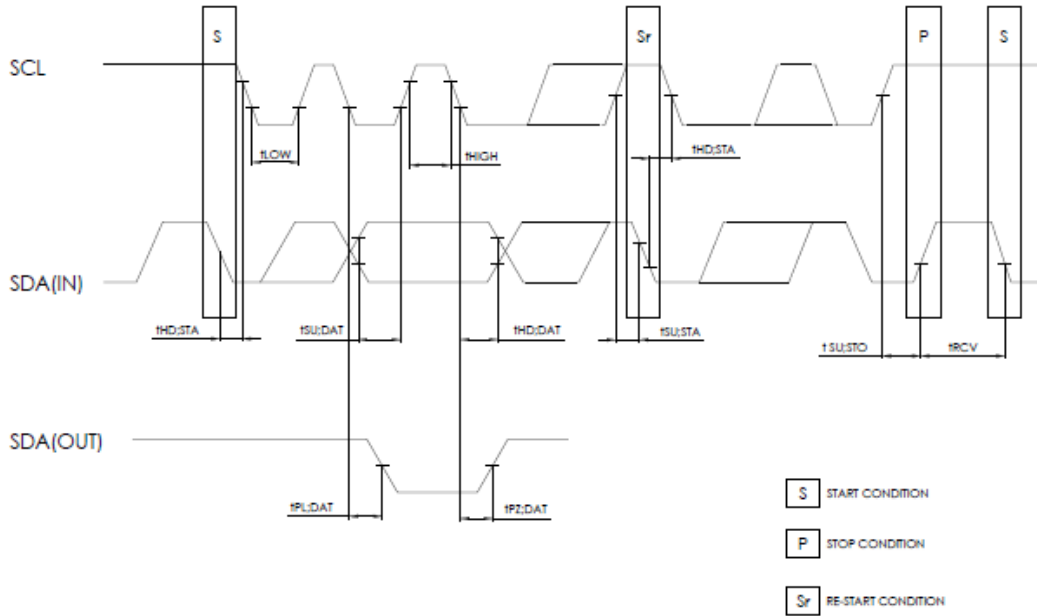 S
Sr
P
S
SCL
tLOW
tHIGH
tHD;STA
SDA(IN)
tHD;STA
tSU;DAT
tHD;DAT
tSU;STA
t SU;STO
tRCV
SDA(OUT)
tPL;DAT
tPZ;DAT
S START CONDITION
P STOP CONDITION
Sr RE-START CONDITION